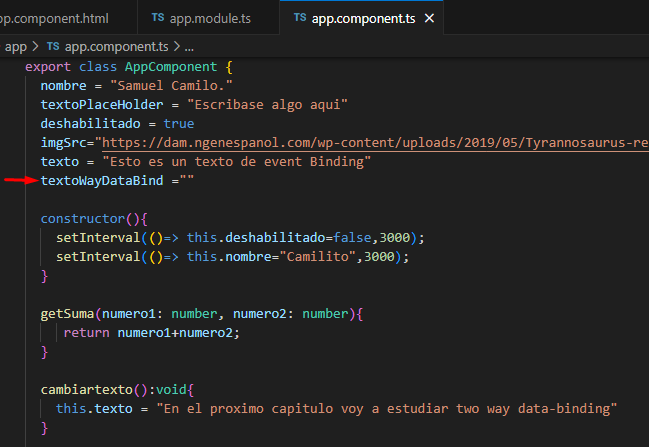 pp.component.html TS app.module.ts TS app.component.ts ✕
app > TS app.component.ts > ...
export class AppComponent {
nombre = "Samuel Camilo."
textoPlaceHolder = "Escribase algo aqui"
deshabilitado = true
imgSrc="https://dam.ngenespanol.com/wp-content/uploads/2019/05/Tyrannosaurus-re
texto = "Esto es un texto de event Binding"
textoWayDataBind =""
constructor(){
setInterval(()=> this.deshabilitado=false,3000);
setInterval(()=> this.nombre="Camilito",3000);
}
getSuma(numero1: number, numero2: number){
return numero1+numero2;
}
cambiartexto():void{
this.texto = "En el proximo capitulo voy a estudiar two way data-binding"
}